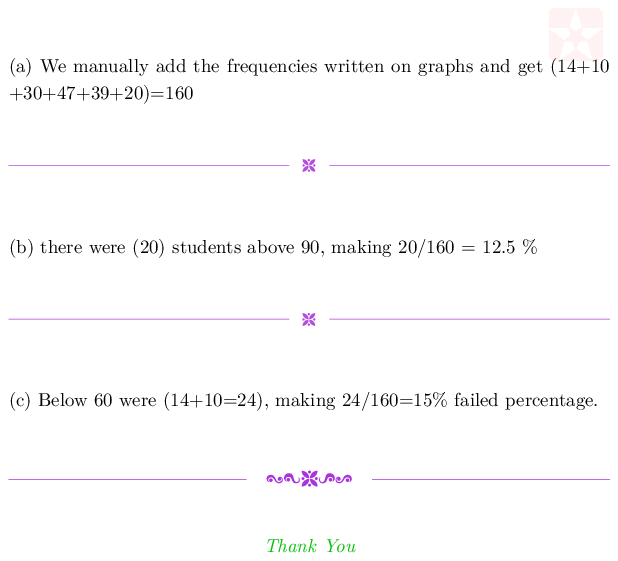 (a) We manually add the frequencies written on graphs and get (14+10
+30+47+39+20)=160
(b) there were (20) students above 90, making 20/160 = 12.5 %
(c) Below 60 were (14+10=24), making 24/160=15% failed percentage.
Thank You